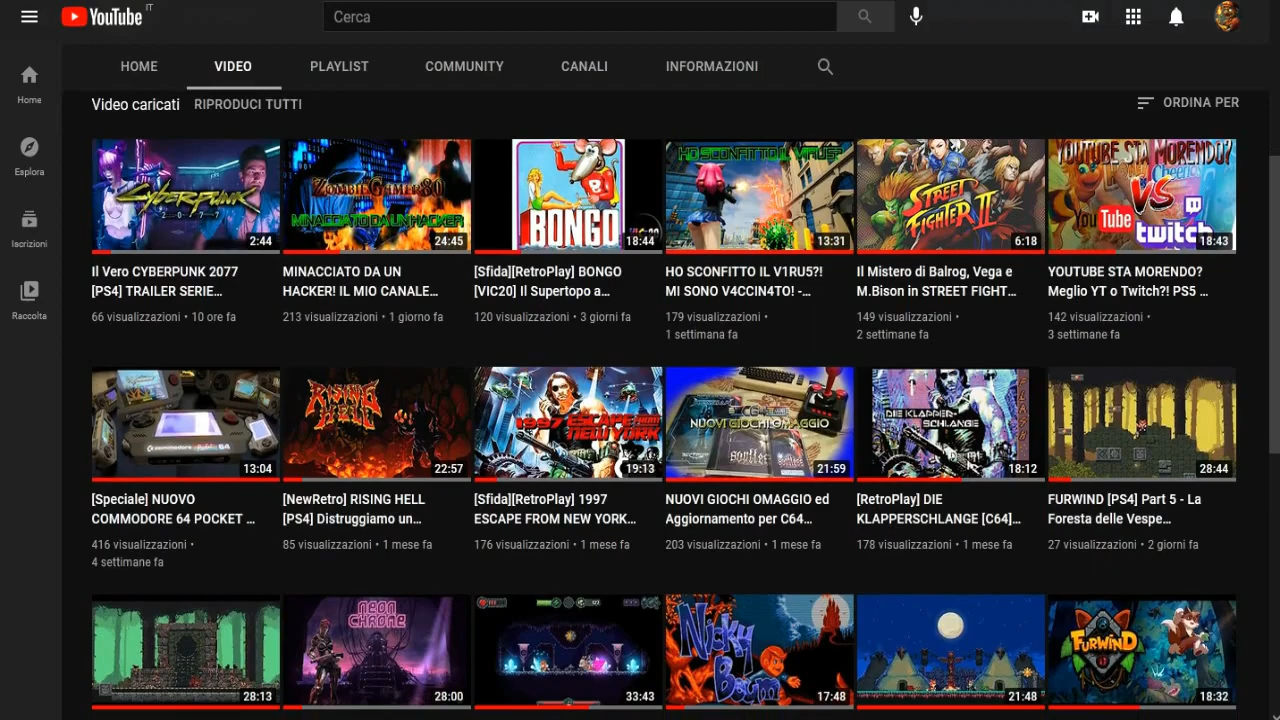 YouTube IT
Cerca
HOME VIDEO PLAYLIST COMMUNITY CANALI INFORMAZIONI
Home
Esplora
Iscrizioni
Raccolta
Video caricati RIPRODUCI TUTTI ORDINA PER
CYBERPUNK
2077
2:44
ZOMBIEGAMER80
MINACCIATO DA UN HACKER
24:45
BONGO
18:44
HO SCONFITTO IL VIRUS?
13:31
STREET
FIGHTER II
6:18
YOUTUBE STA MORENDO?
VS
YouTube
twitch
18:43
Il Vero CYBERPUNK 2077
[PS4] TRAILER SERIE...
66 visualizzazioni • 10 ore fa
MINACCIATO DA UN
HACKER! IL MIO CANALE...
213 visualizzazioni • 1 giorno fa
[Sfida][RetroPlay] BONGO
[VIC20] Il Supertopo a...
120 visualizzazioni • 3 giorni fa
HO SCONFITTO IL V1RU5?!
MI SONO V4CCIN4TO! -...
179 visualizzazioni •
1 settimana fa
Il Mistero di Balrog, Vega e
M.Bison in STREET FIGHT...
149 visualizzazioni •
2 settimane fa
YOUTUBE STA MORENDO?
Meglio YT o Twitch?! PS5 ...
142 visualizzazioni •
3 settimane fa
13:04
RISING
HELL
22:57
1997 ESCAPE FROM
NEW YORK
19:13
NUOVI GIOCHI OMAGGIO
21:59
DIE KLAPPER-
SCHLANGE
18:12
28:44
[Speciale] NUOVO
COMMODORE 64 POCKET ...
416 visualizzazioni •
4 settimane fa
[NewRetro] RISING HELL
[PS4] Distruggiamo un...
85 visualizzazioni • 1 mese fa
[Sfida][RetroPlay] 1997
ESCAPE FROM NEW YORK...
176 visualizzazioni • 1 mese fa
NUOVI GIOCHI OMAGGIO ed
Aggiornamento per C64...
203 visualizzazioni • 1 mese fa
[RetroPlay] DIE
KLAPPERSCHLANGE [C64]...
178 visualizzazioni • 1 mese fa
FURWIND [PS4] Part 5 - La
Foresta delle Vespe...
27 visualizzazioni • 2 giorni fa
28:13
NEON
CHROME
28:00
33:43
Nicky
Boum
17:48
21:48
FURWIND
18:32